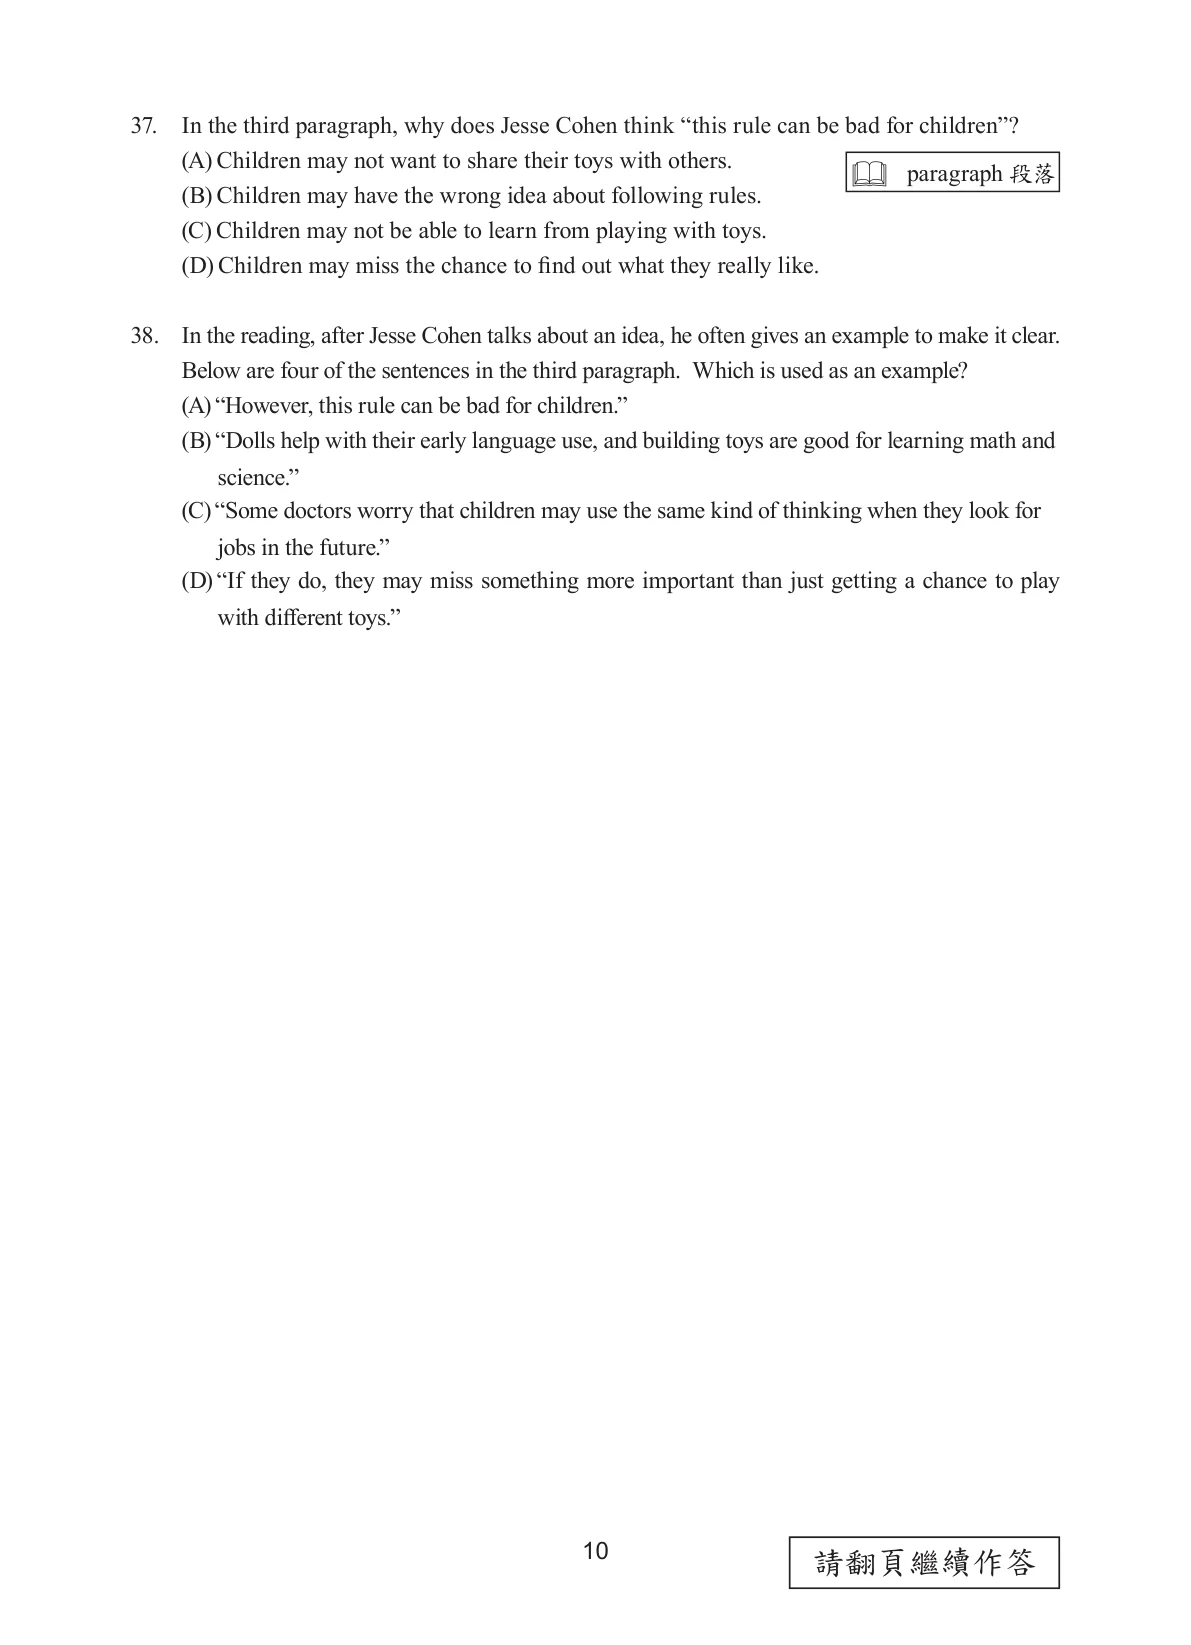 37. In the third paragraph, why does Jesse Cohen think “this rule can be bad for children”?
(A) Children may not want to share their toys with others.
paragraph 段落
(B) Children may have the wrong idea about following rules.
(C) Children may not be able to learn from playing with toys.
(D) Children may miss the chance to find out what they really like.
38. In the reading, after Jesse Cohen talks about an idea, he often gives an example to make it clear.
Below are four of the sentences in the third paragraph. Which is used as an example?
(A) “However, this rule can be bad for children.”
(B) “Dolls help with their early language use, and building toys are good for learning math and
science.”
(C) “Some doctors worry that children may use the same kind of thinking when they look for
jobs in the future.”
(D) “If they do, they may miss something more important than just getting a chance to play
with different toys.”
10
請翻頁繼續作答